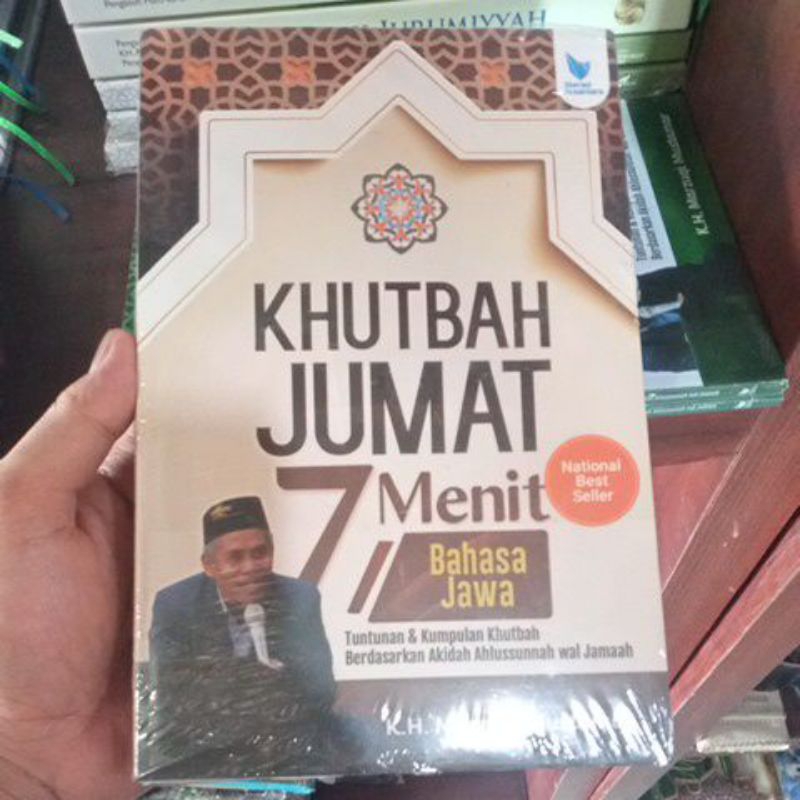 JURUMIYYAH
KHUTBAH
JUMAT
7 Menit
National
Best
Seller
Bahasa
Jawa
Tuntunan & Kumpulan Khutbah
Berdasarkan Akidah Ahlussunnah wal Jamaah
K.H.
K.H. Marzuqi Mustamar